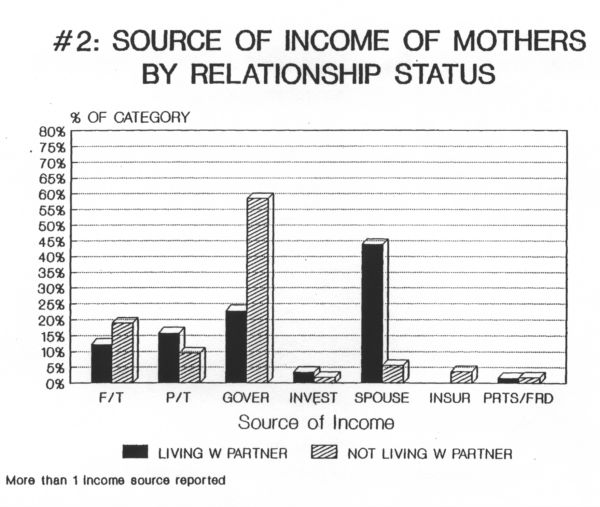 #2: SOURCE OF INCOME OF MOTHERS
BY RELATIONSHIP STATUS
% OF CATEGORY
80%
75%
70%
65%
60%
55%
50%
45%
40%
35%
30%
25%
20%
15%
10%
5%
0%
F/T P/T GOVER INVEST SPOUSE INSUR PRTS/FRD
Source of Income
LIVING W PARTNER NOT LIVING W PARTNER
More than 1 income source reported